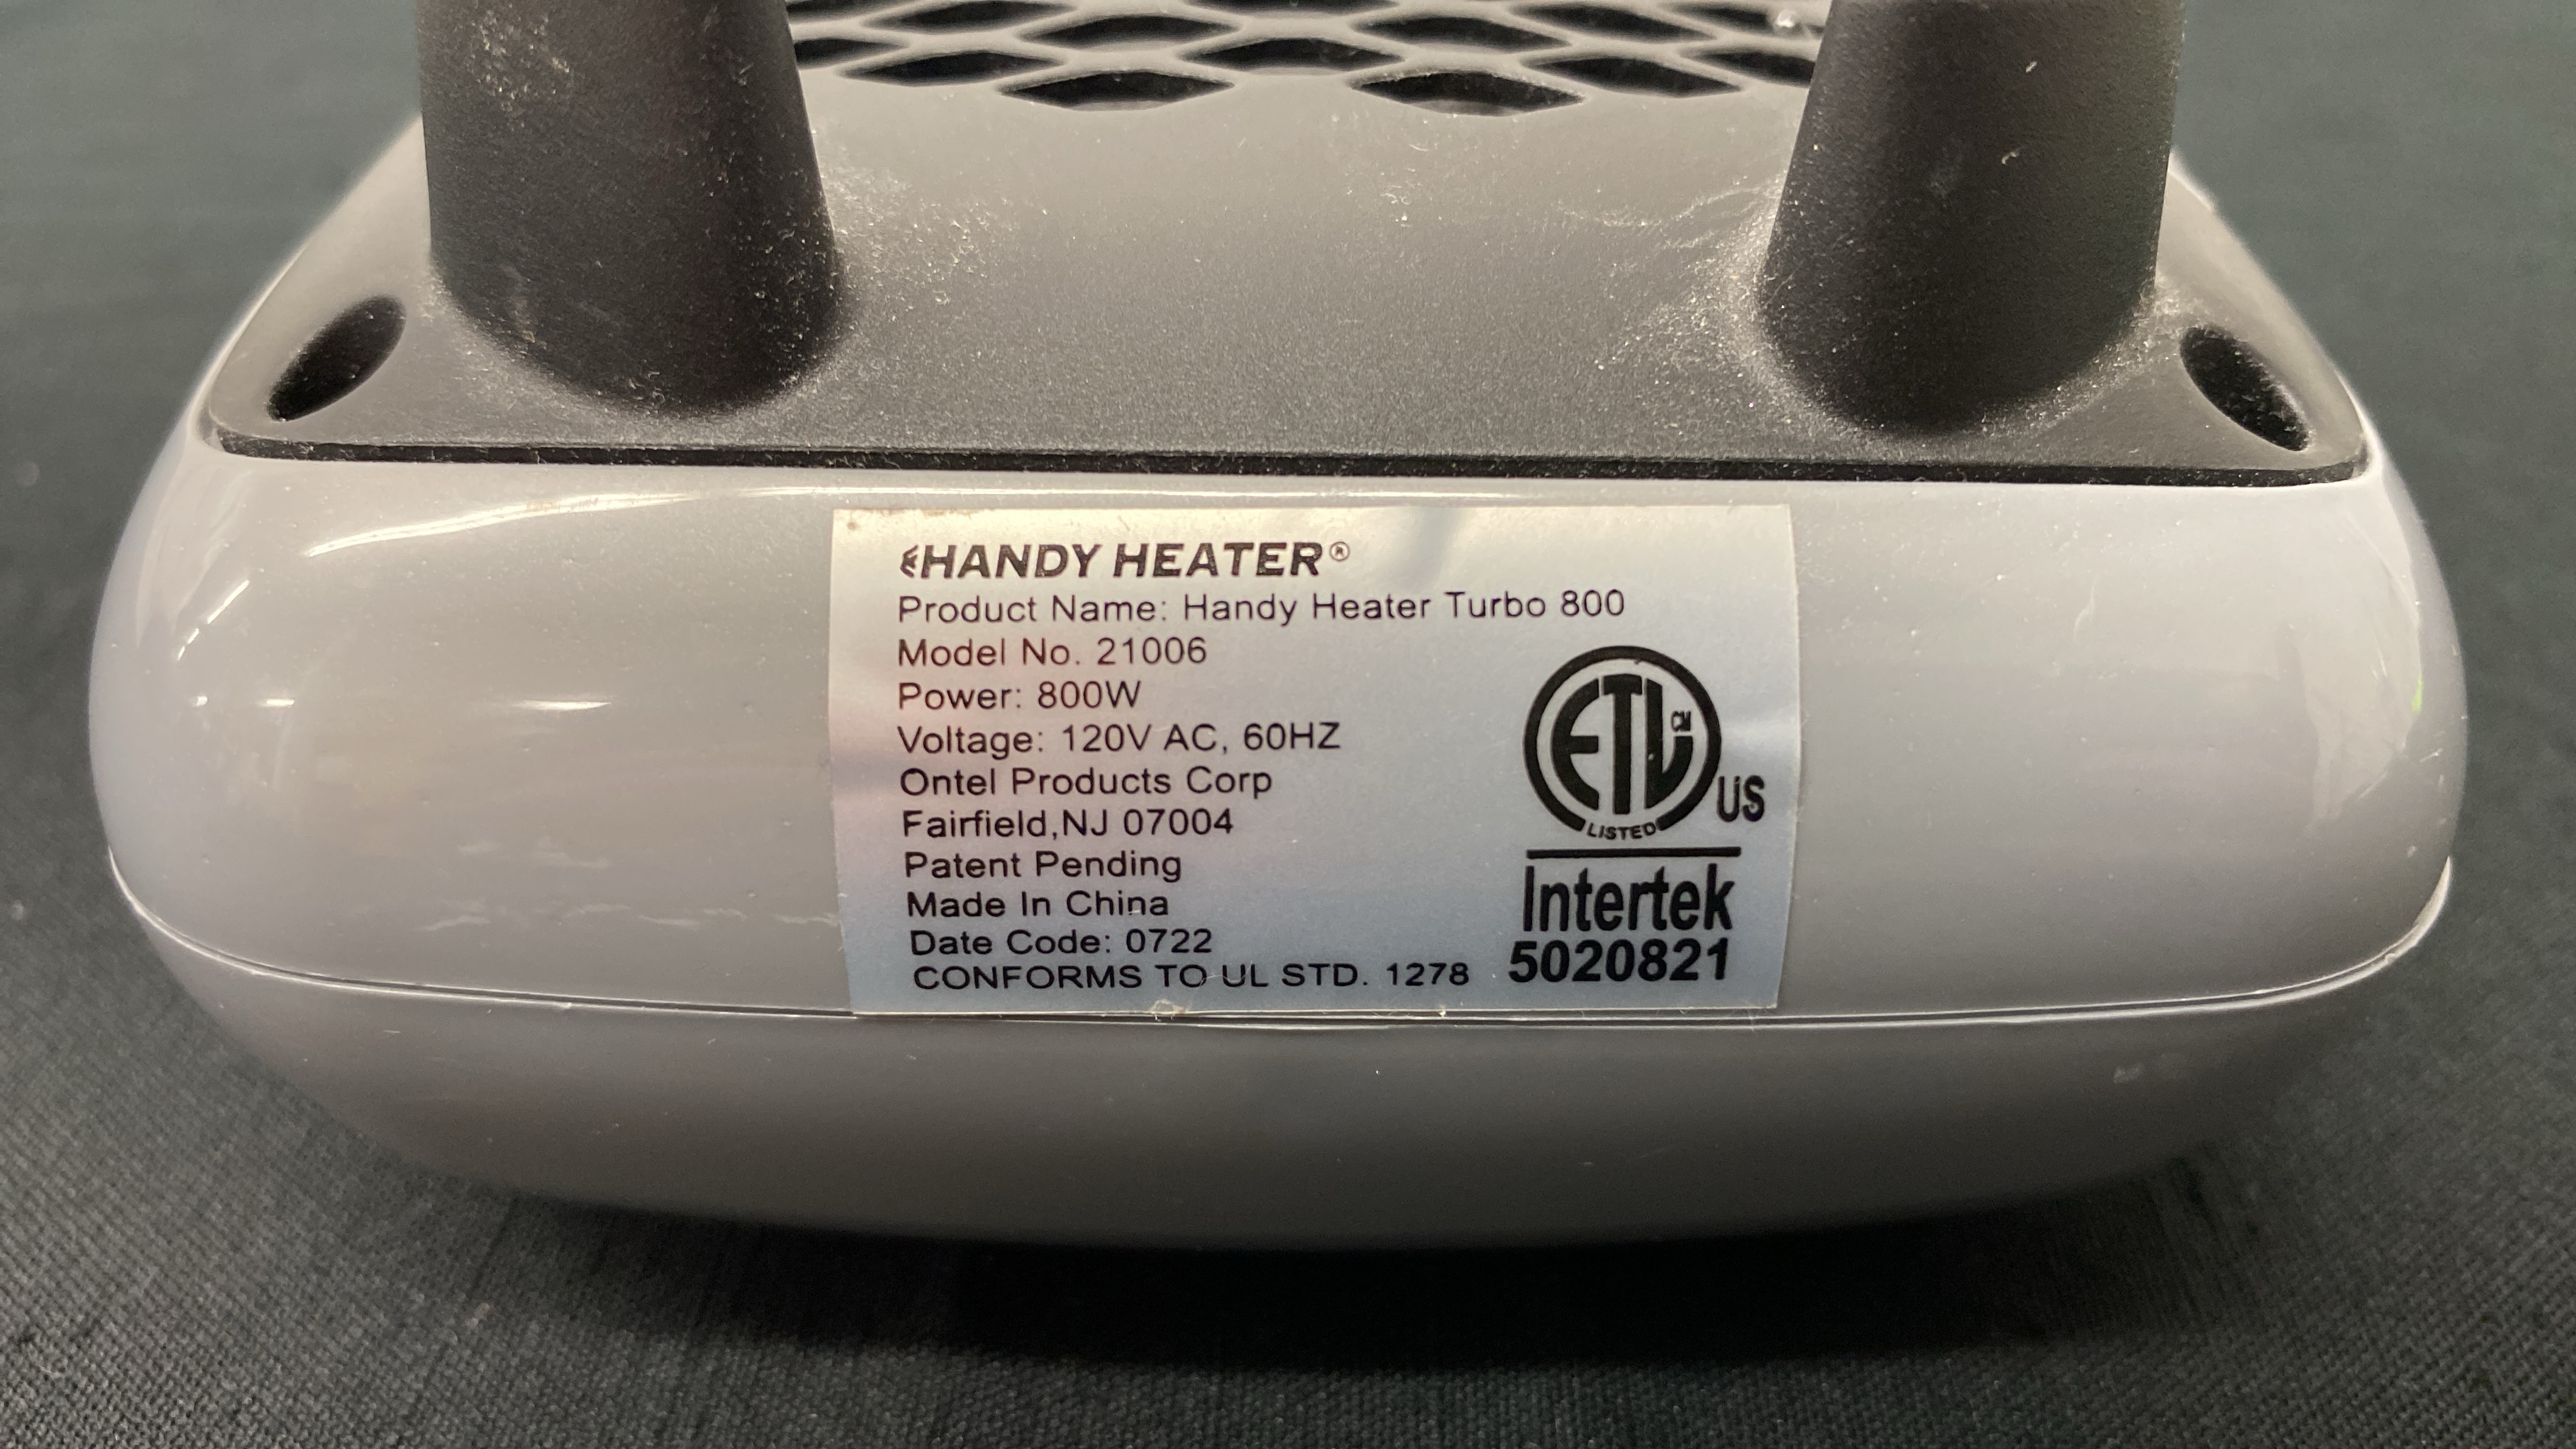 HANDY HEATER®
Product Name: Handy Heater Turbo 800
Model No. 21006
Power: 800W
Voltage: 120V AC, 60HZ
Ontel Products Corp
Fairfield,NJ 07004
Patent Pending
Made In China
Date Code: 0722
CONFORMS TO UL STD. 1278
ETL CM
US
LISTED
Intertek
5020821